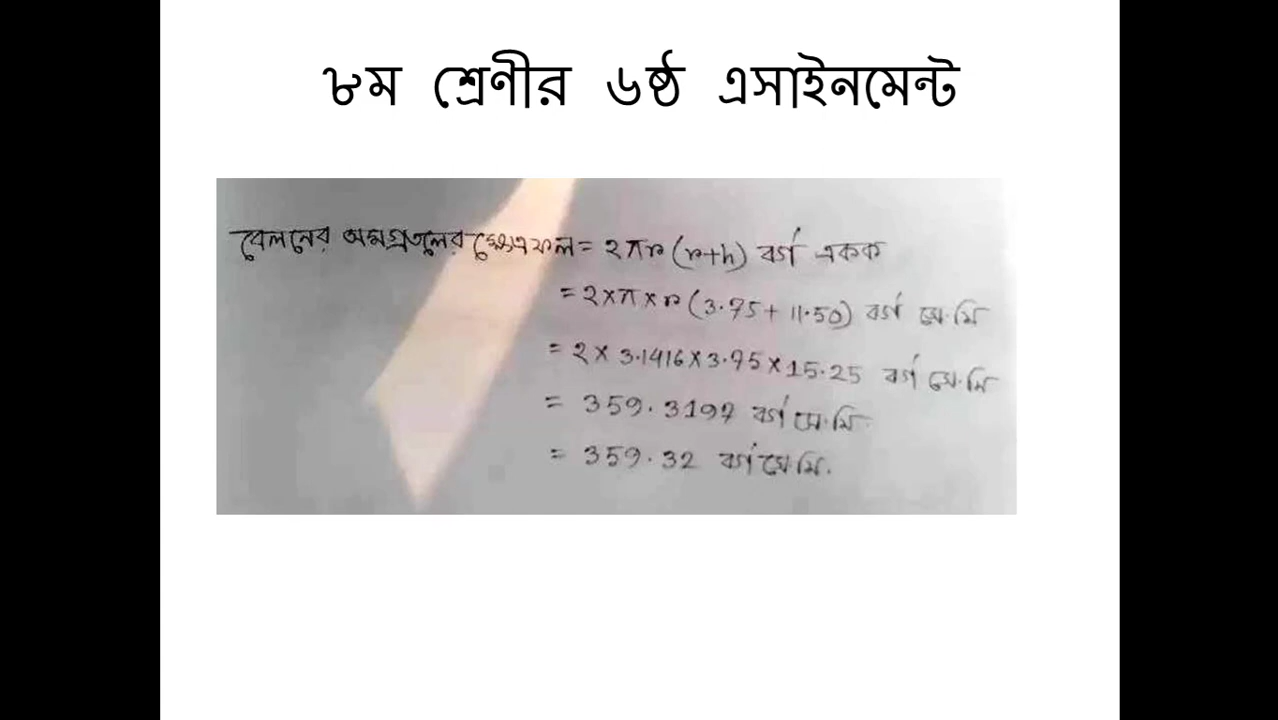 ৮ম শ্রেণীর ৬ষ্ঠ এসাইনমেন্ট
বেলনের সমগ্রতলের ক্ষেত্রফল = 2πr (r+h) বর্গ একক
= 2×π×r (3.75 + 11.50) বর্গ সে.মি
= 2 × 3.1416 × 3.75 × 15.25 বর্গ সে.মি
= 359.3197 বর্গ সে.মি.
= 359.32 বর্গ সে.মি.